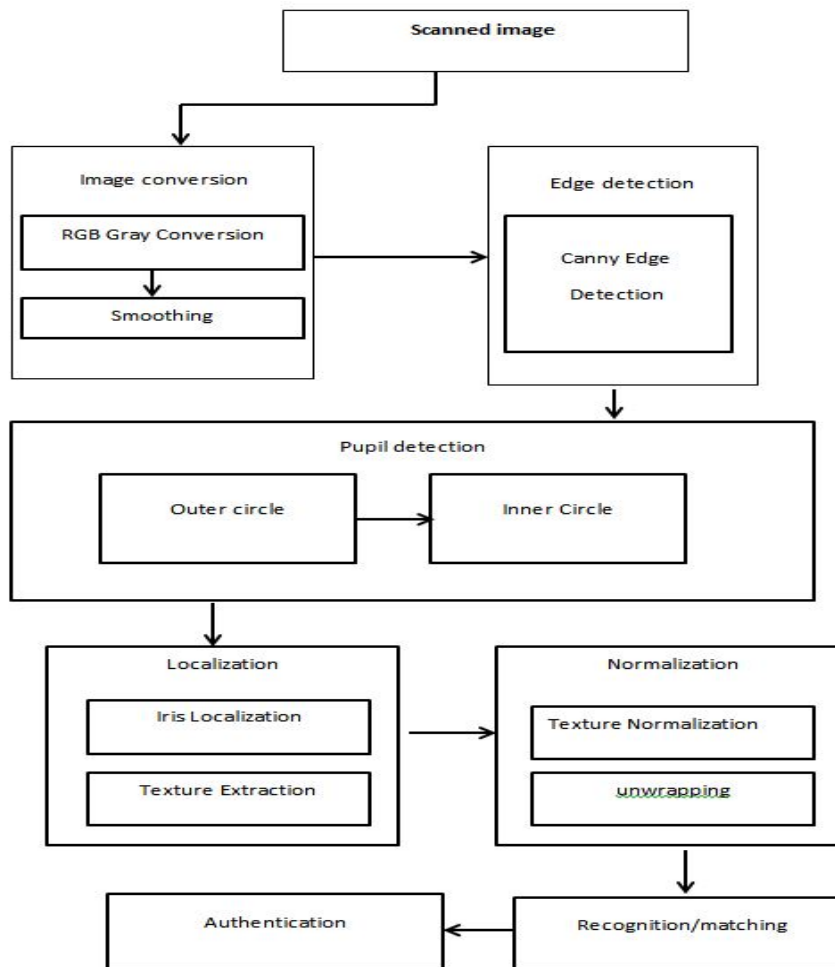 Scanned image
Image conversion
RGB Gray Conversion
Smoothing
Edge detection
Canny Edge
Detection
Pupil detection
Outer circle
Inner Circle
Localization
Iris Localization
Texture Extraction
Normalization
Texture Normalization
unwrapping
Recognition/matching
Authentication